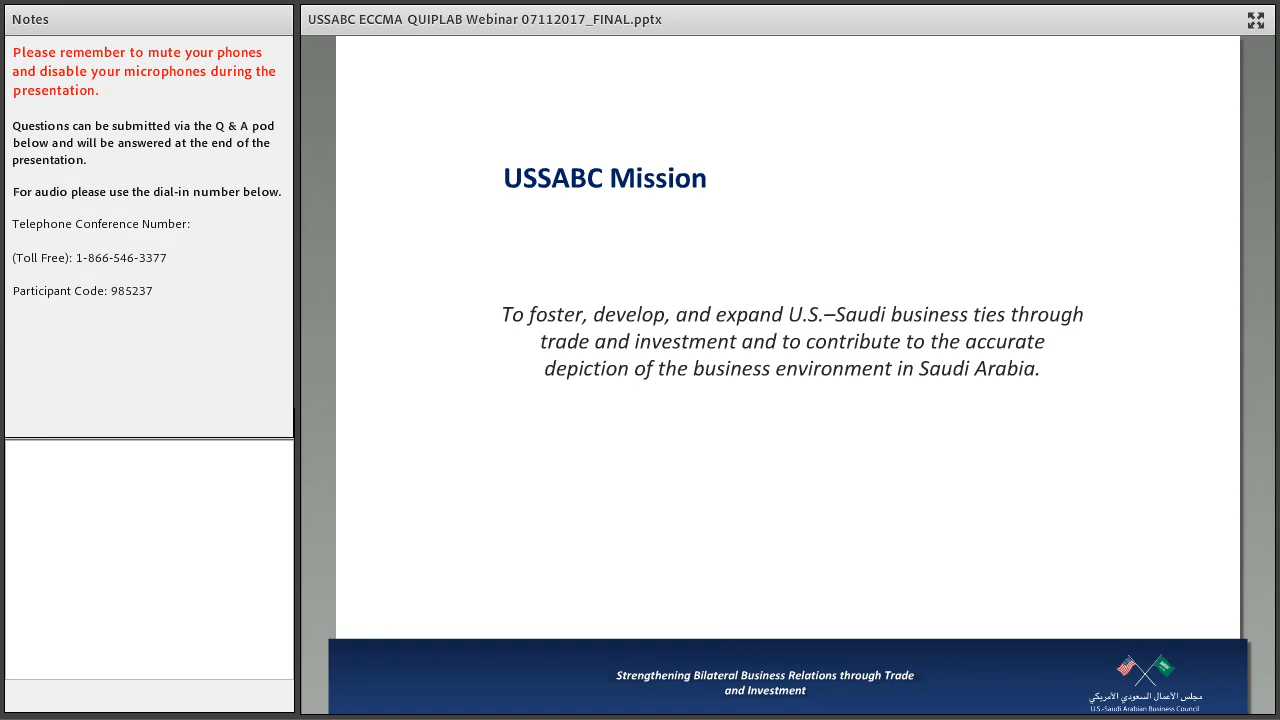 Notes
Please remember to mute your phones
and disable your microphones during the
presentation.
Questions can be submitted via the Q & A pod
below and will be answered at the end of the
presentation.
For audio please use the dial-in number below.
Telephone Conference Number:
(Toll Free): 1-866-546-3377
Participant Code: 985237
USSABC ECCMA QUIPLAB Webinar 07112017_FINAL.pptx
USSABC Mission
To foster, develop, and expand U.S.–Saudi business ties through
trade and investment and to contribute to the accurate
depiction of the business environment in Saudi Arabia.
Strengthening Bilateral Business Relations through Trade
and Investment
مجلس الأعمال السعودي الأمريكي
U.S.-Saudi Arabian Business Council